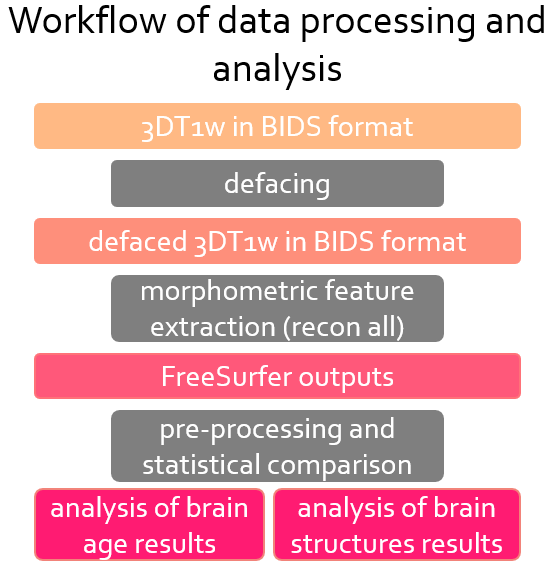 Workflow of data processing and
analysis
3DT1w in BIDS format
defacing
defaced 3DT1w in BIDS format
morphometric feature
extraction (recon all)
FreeSurfer outputs
pre-processing and
statistical comparison
analysis of brain
age results
analysis of brain
structures results